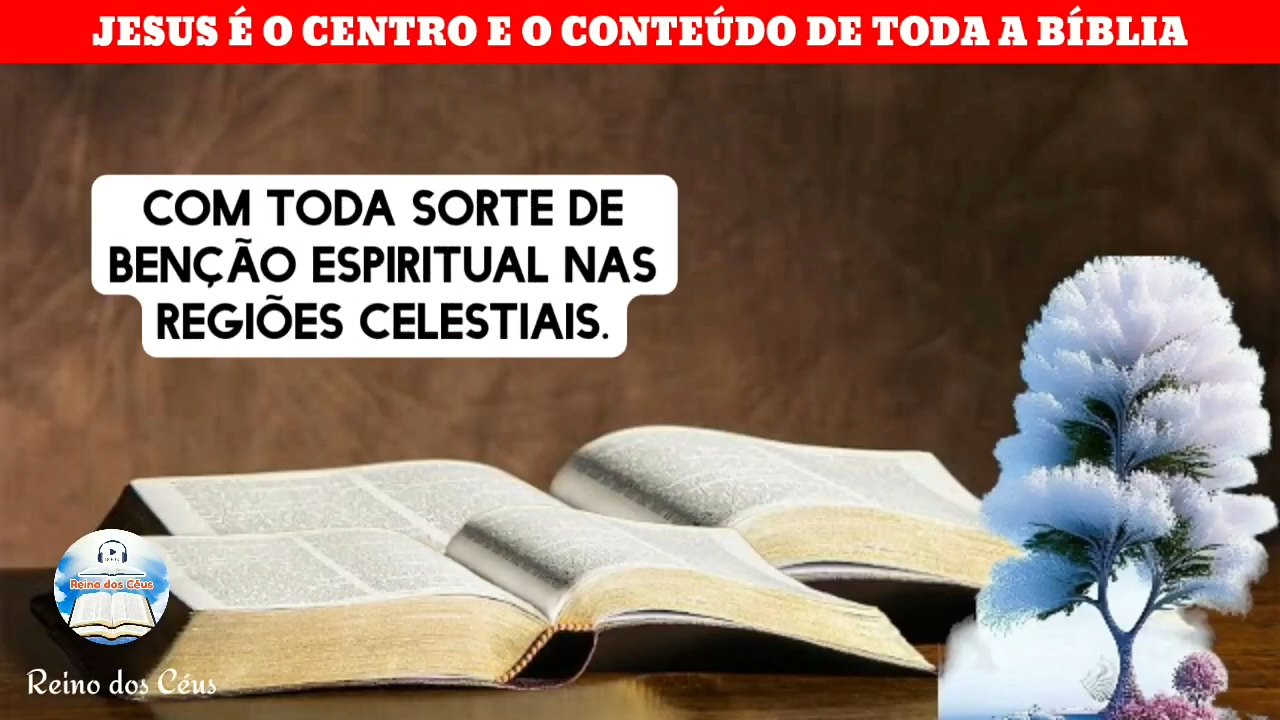 JESUS É O CENTRO E O CONTEÚDO DE TODA A BÍBLIA
COM TODA SORTE DE
BENÇÃO ESPIRITUAL NAS
REGIÕES CELESTIAIS.
Reino dos Céus
Reino dos Céus